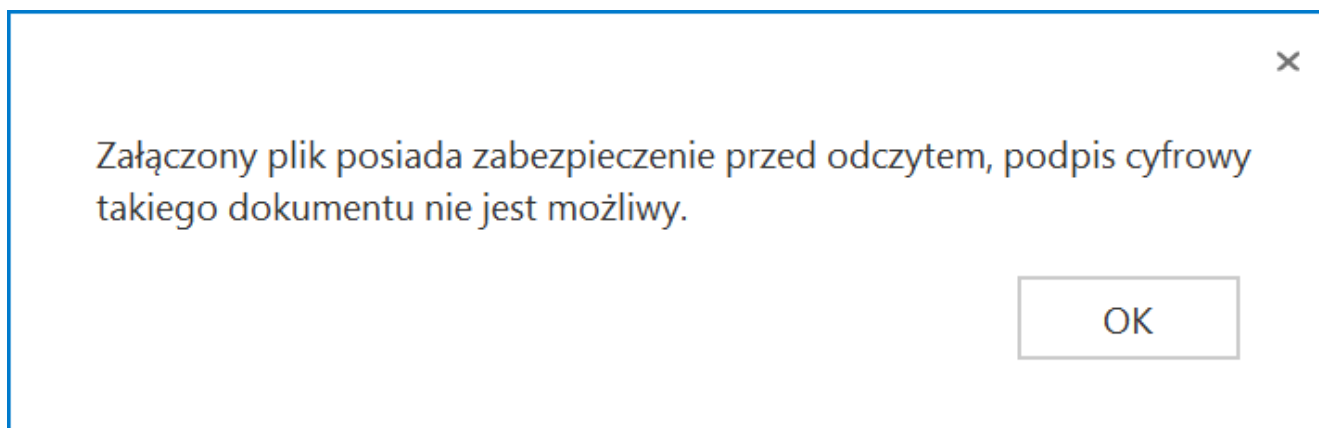 Załączony plik posiada zabezpieczenie przed odczytem, podpis cyfrowy
takiego dokumentu nie jest możliwy.
OK